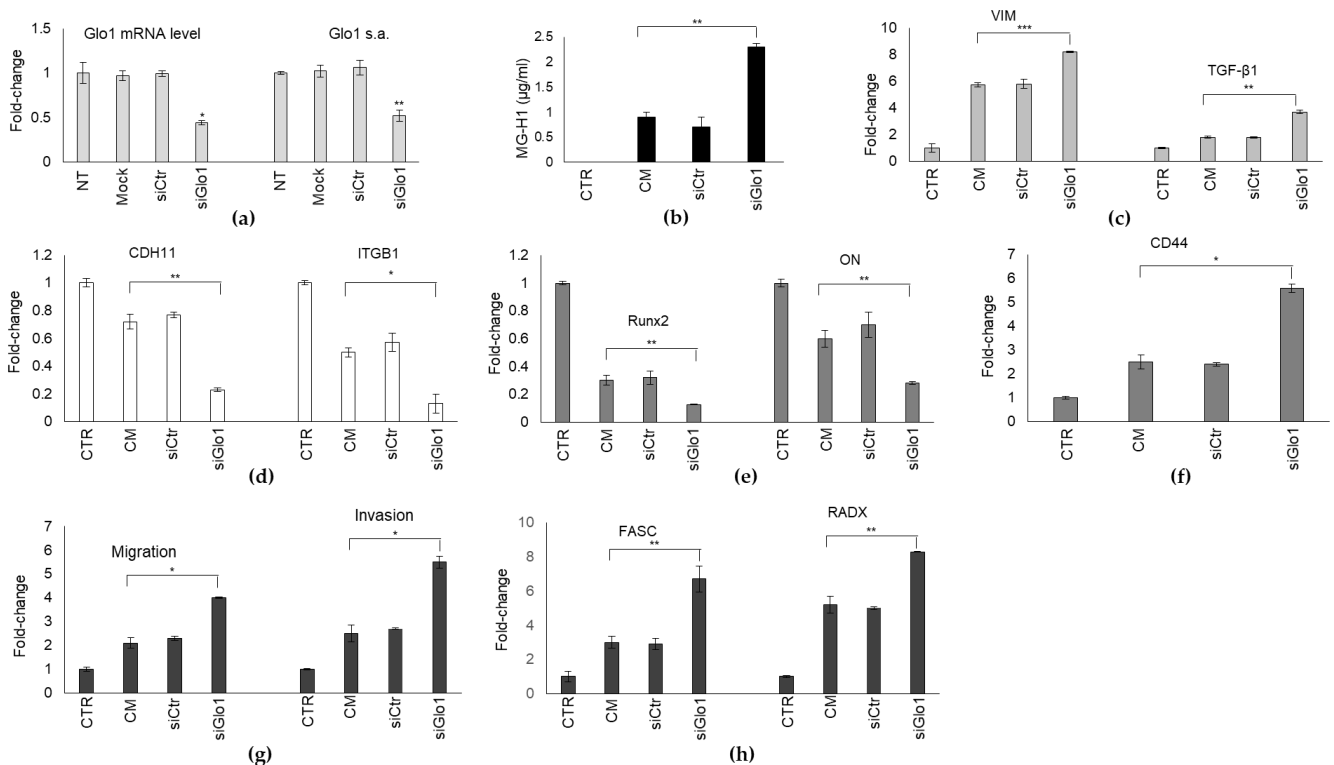 Glo1 mRNA level
Glo1 s.a.
Fold-change
1.5
1
0.5
0
*
**
NT
Mock
siCtr
siGlo1
NT
Mock
siCtr
siGlo1
(a)
MG-H1 (µg/ml)
2.5
2
1.5
1
0.5
0
**
CTR
CM
siCtr
siGlo1
(b)
VIM
***
TGF-β1
**
Fold-change
10
8
6
4
2
0
CTR
CM
siCtr
siGlo1
CTR
CM
siCtr
siGlo1
(c)
CDH11
**
ITGB1
*
Fold-change
1.2
1
0.8
0.6
0.4
0.2
0
CTR
CM
siCtr
siGlo1
CTR
CM
siCtr
siGlo1
(d)
Runx2
**
ON
**
Fold-change
1.2
1
0.8
0.6
0.4
0.2
0
CTR
CM
siCtr
siGlo1
CTR
CM
siCtr
siGlo1
(e)
CD44
*
Fold-change
7
6
5
4
3
2
1
0
CTR
CM
siCtr
siGlo1
(f)
Migration
*
Invasion
*
Fold-change
7
6
5
4
3
2
1
0
CTR
CM
siCtr
siGlo1
CTR
CM
siCtr
siGlo1
(g)
FASC
**
RADX
**
Fold-change
10
8
6
4
2
0
CTR
CM
siCtr
siGlo1
CTR
CM
siCtr
siGlo1
(h)